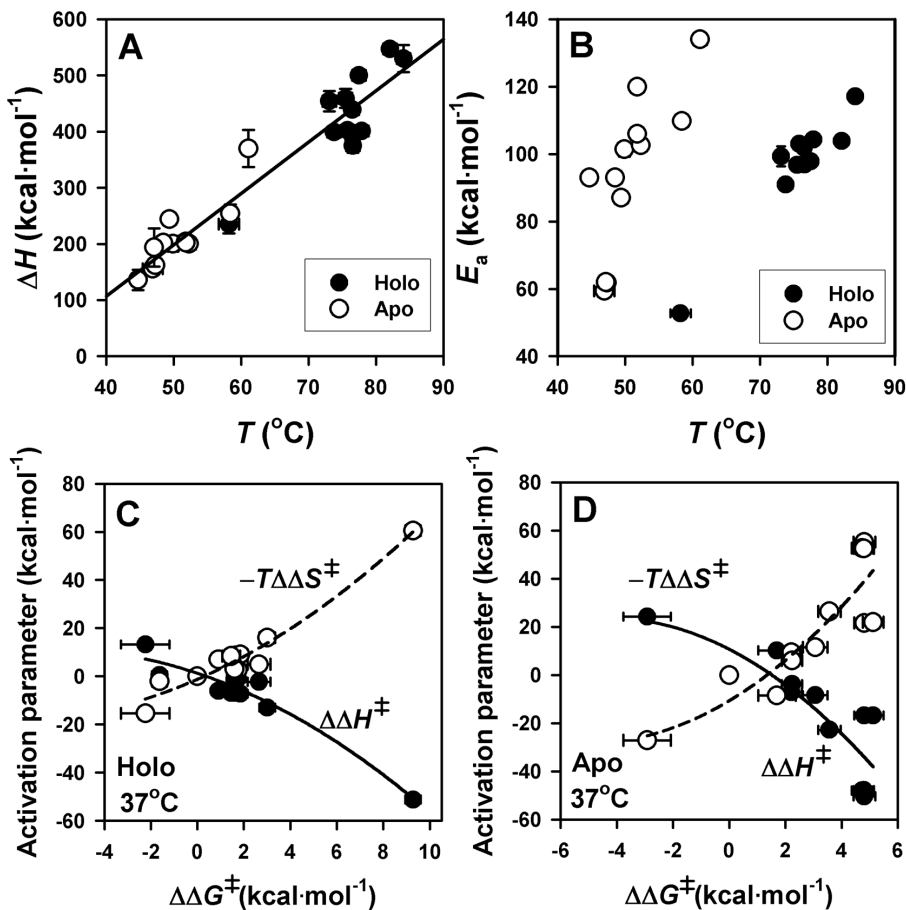 A
ΔH (kcal·mol⁻¹)
600
500
400
300
200
100
0
Holo
Apo
40 50 60 70 80 90
T (°C)
B
Eₐ (kcal·mol⁻¹)
140
120
100
80
60
40
Holo
Apo
40 50 60 70 80 90
T (°C)
C
Activation parameter (kcal·mol⁻¹)
80
60
40
20
0
-20
-40
-60
–TΔΔS‡
ΔΔH‡
Holo
37°C
-4 -2 0 2 4 6 8 10
ΔΔG‡(kcal·mol⁻¹)
D
Activation parameter (kcal·mol⁻¹)
80
60
40
20
0
-20
-40
-60
–TΔΔS‡
ΔΔH‡
Apo
37°C
-6 -4 -2 0 2 4 6
ΔΔG‡(kcal·mol⁻¹)